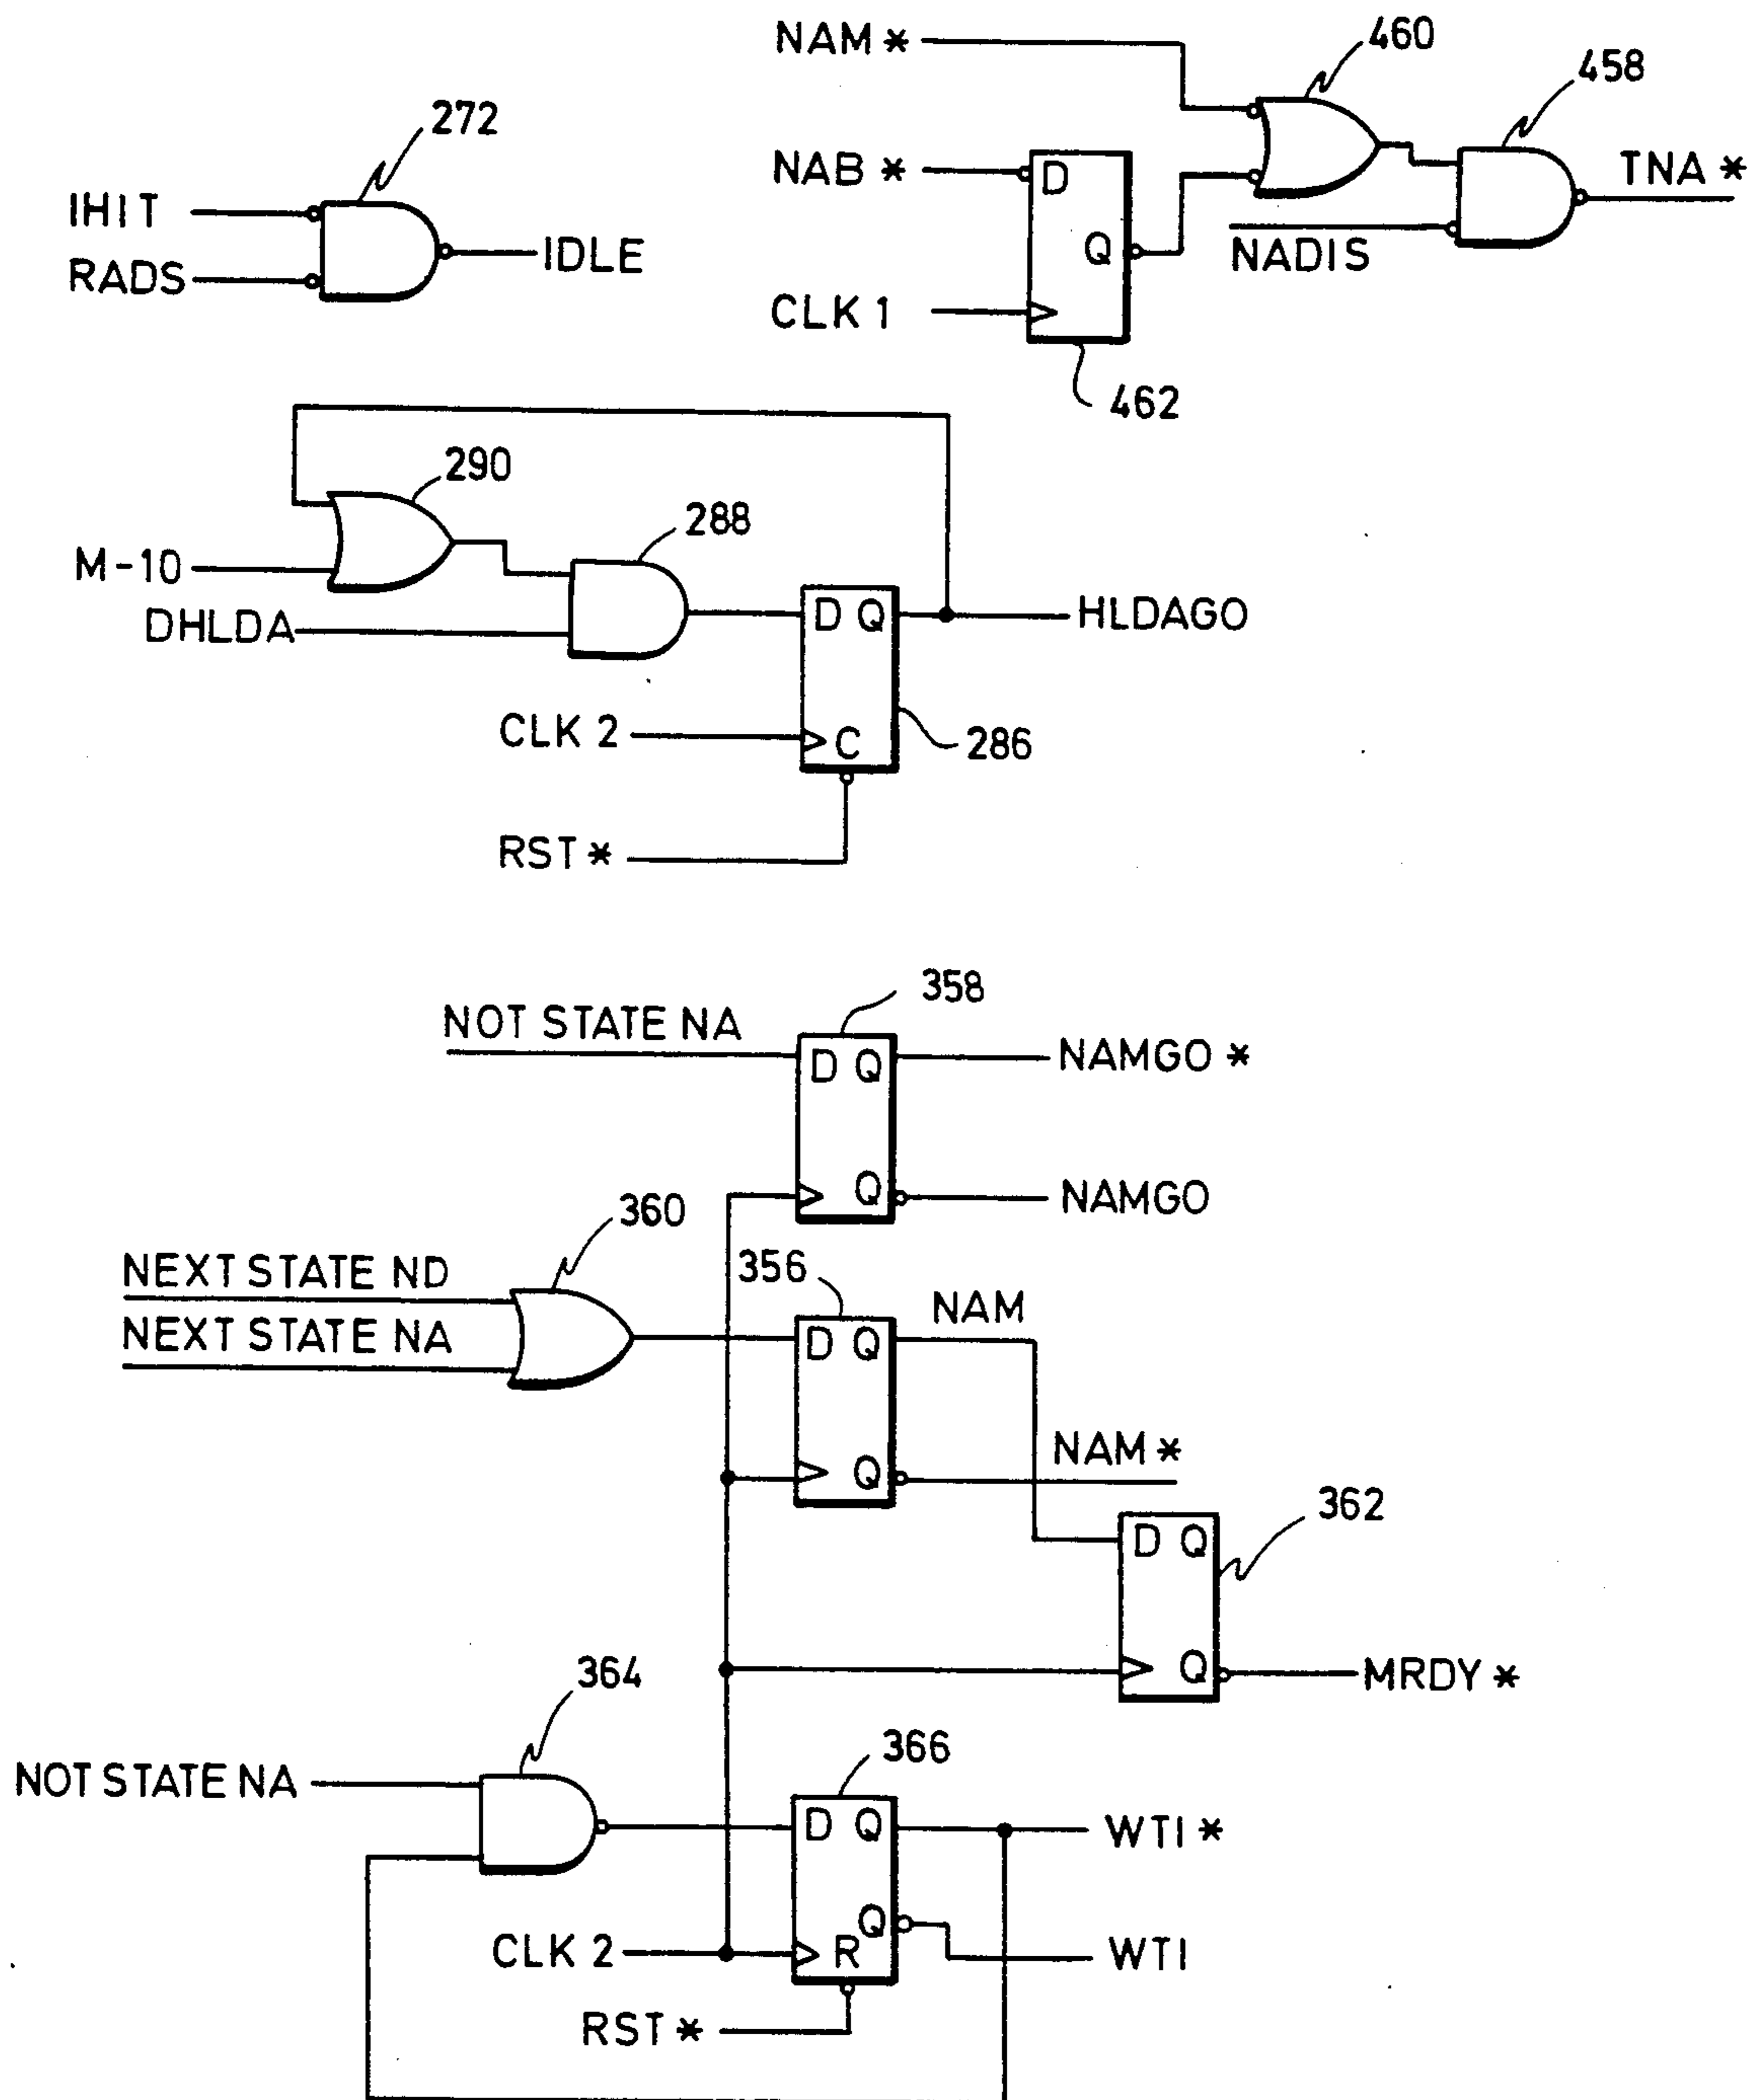 NAM *
460
458
272
NAB *
D
TNA *
IHIT
IDLE
Q
NADIS
RADS
CLK 1
462
290
288
M-10
D Q
HLDAGO
DHLDA
CLK 2
C
286
RST *
358
NOT STATE NA
D Q
NAMGO *
Q
NAMGO
360
NEXT STATE ND
356
NAM
NEXT STATE NA
D Q
NAM *
Q
362
D Q
364
Q
MRDY *
366
NOT STATE NA
D Q
WTI *
Q
CLK 2
R
WTI
RST *